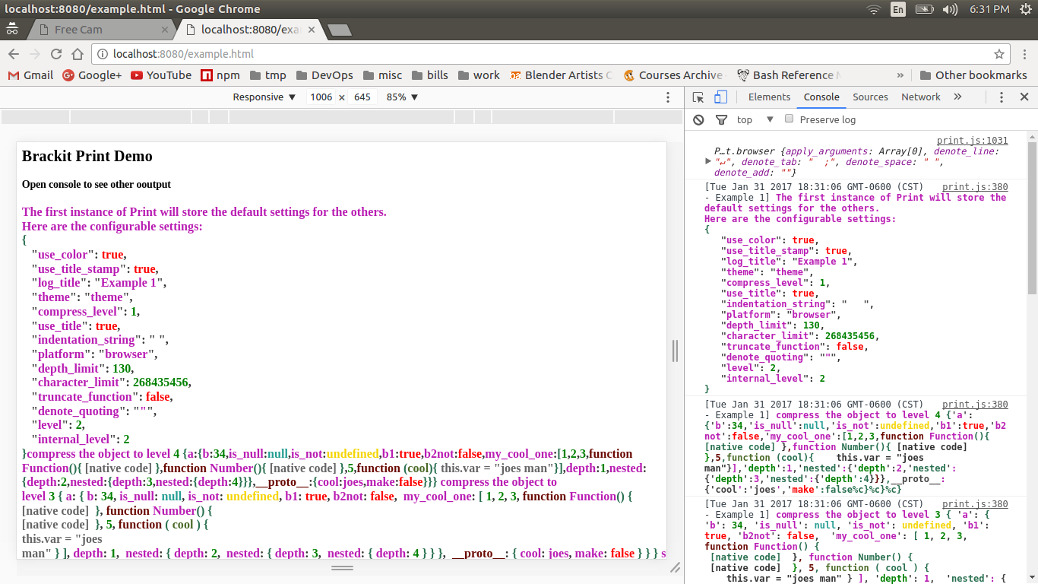 localhost:8080/example.html - Google Chrome
En
6:31 PM
Free Cam
×
localhost:8080/exa
×
localhost:8080/example.html
Gmail
Google+
YouTube
npm
tmp
DevOps
misc
bills
work
Blender Artists C
Courses Archive
Bash Reference M
»
Other bookmarks
Responsive ▼ 1006 × 645 85% ▼
Elements Console Sources Network »
top ▼ Preserve log
Brackit Print Demo
Open console to see other ooutput
The first instance of Print will store the default settings for the others.
Here are the configurable settings:
{
"use_color": true,
"use_title_stamp": true,
"log_title": "Example 1",
"theme": "theme",
"compress_level": 1,
"use_title": true,
"indentation_string": " ",
"platform": "browser",
"depth_limit": 130,
"character_limit": 268435456,
"truncate_function": false,
"denote_quoting": """,
"level": 2,
"internal_level": 2
}compress the object to level 4 {a:{b:34,is_null:null,is_not:undefined,b1:true,b2not:false,my_cool_one:[1,2,3,function
Function(){ [native code] },function Number(){ [native code] },5,function (cool){ this.var = "joes man"}],depth:1,nested:
{depth:2,nested:{depth:3,nested:{depth:4}}},__proto__:{cool:joes,make:false}}} compress the object to
level 3 { a: { b: 34, is_null: null, is_not: undefined, b1: true, b2not: false, my_cool_one: [ 1, 2, 3, function Function() {
[native code] }, function Number() {
[native code] }, 5, function ( cool ) {
this.var = "joes
man" } ], depth: 1, nested: { depth: 2, nested: { depth: 3, nested: { depth: 4 } } }, __proto__: { cool: joes, make: false } } } s
print.js:1031
P…t.browser {apply_arguments: Array[0], denote_line:
"↵", denote_tab: " ;", denote_space: " ",
denote_add: ""}
[Tue Jan 31 2017 18:31:06 GMT-0600 (CST) print.js:380
- Example 1] The first instance of Print will store the
default settings for the others.
Here are the configurable settings:
{
"use_color": true,
"use_title_stamp": true,
"log_title": "Example 1",
"theme": "theme",
"compress_level": 1,
"use_title": true,
"indentation_string": "   ",
"platform": "browser",
"depth_limit": 130,
"character_limit": 268435456,
"truncate_function": false,
"denote_quoting": """,
"level": 2,
"internal_level": 2
}
[Tue Jan 31 2017 18:31:06 GMT-0600 (CST) print.js:380
- Example 1] compress the object to level 4 {'a':
{'b':34,'is_null':null,'is_not':undefined,'b1':true,'b2
not':false,'my_cool_one':[1,2,3,function Function(){
[native code] },function Number(){ [native code]
},5,function (cool){ this.var = "joes
man"}],'depth':1,'nested':{'depth':2,'nested':
{'depth':3,'nested':{'depth':4}}},__proto__:
{'cool':'joes','make':false%c}%c}%c}
[Tue Jan 31 2017 18:31:06 GMT-0600 (CST) print.js:380
- Example 1] compress the object to level 3 { 'a': {
'b': 34, 'is_null': null, 'is_not': undefined, 'b1':
true, 'b2not': false, 'my_cool_one': [ 1, 2, 3,
function Function() {
[native code] }, function Number() {
[native code] }, 5, function ( cool ) {
this.var = "joes man" } ], 'depth': 1, 'nested': {